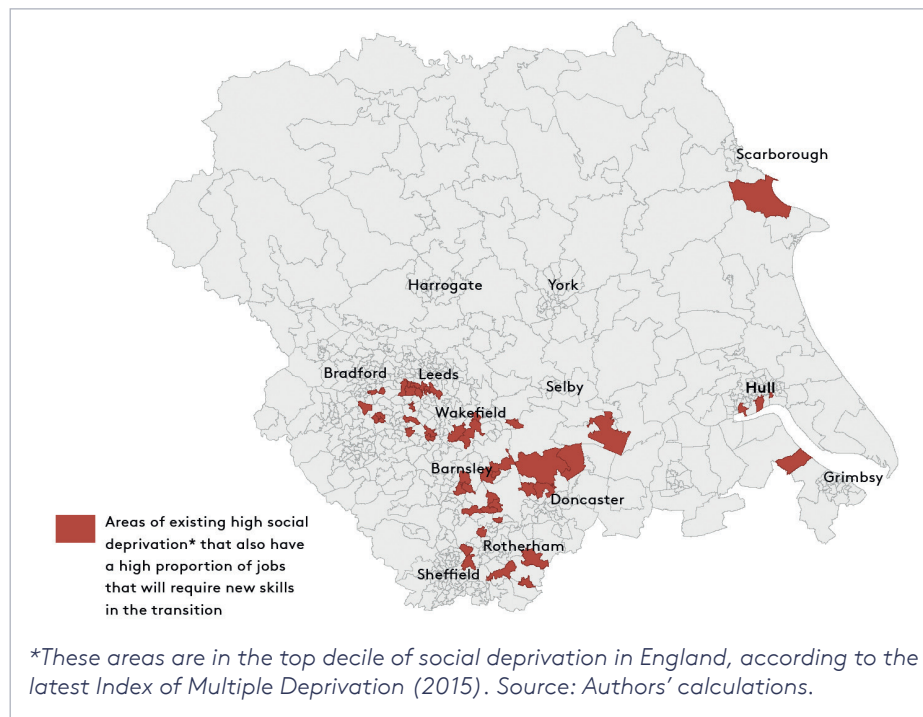 Scarborough
Harrogate
York
Bradford
Leeds
Selby
Hull
Wakefield
Barnsley
Grimbsy
Doncaster
Areas of existing high social
deprivation* that also have
a high proportion of jobs
that will require new skills
in the transition
Rotherham
Sheffield
*These areas are in the top decile of social deprivation in England, according to the
latest Index of Multiple Deprivation (2015). Source: Authors' calculations.